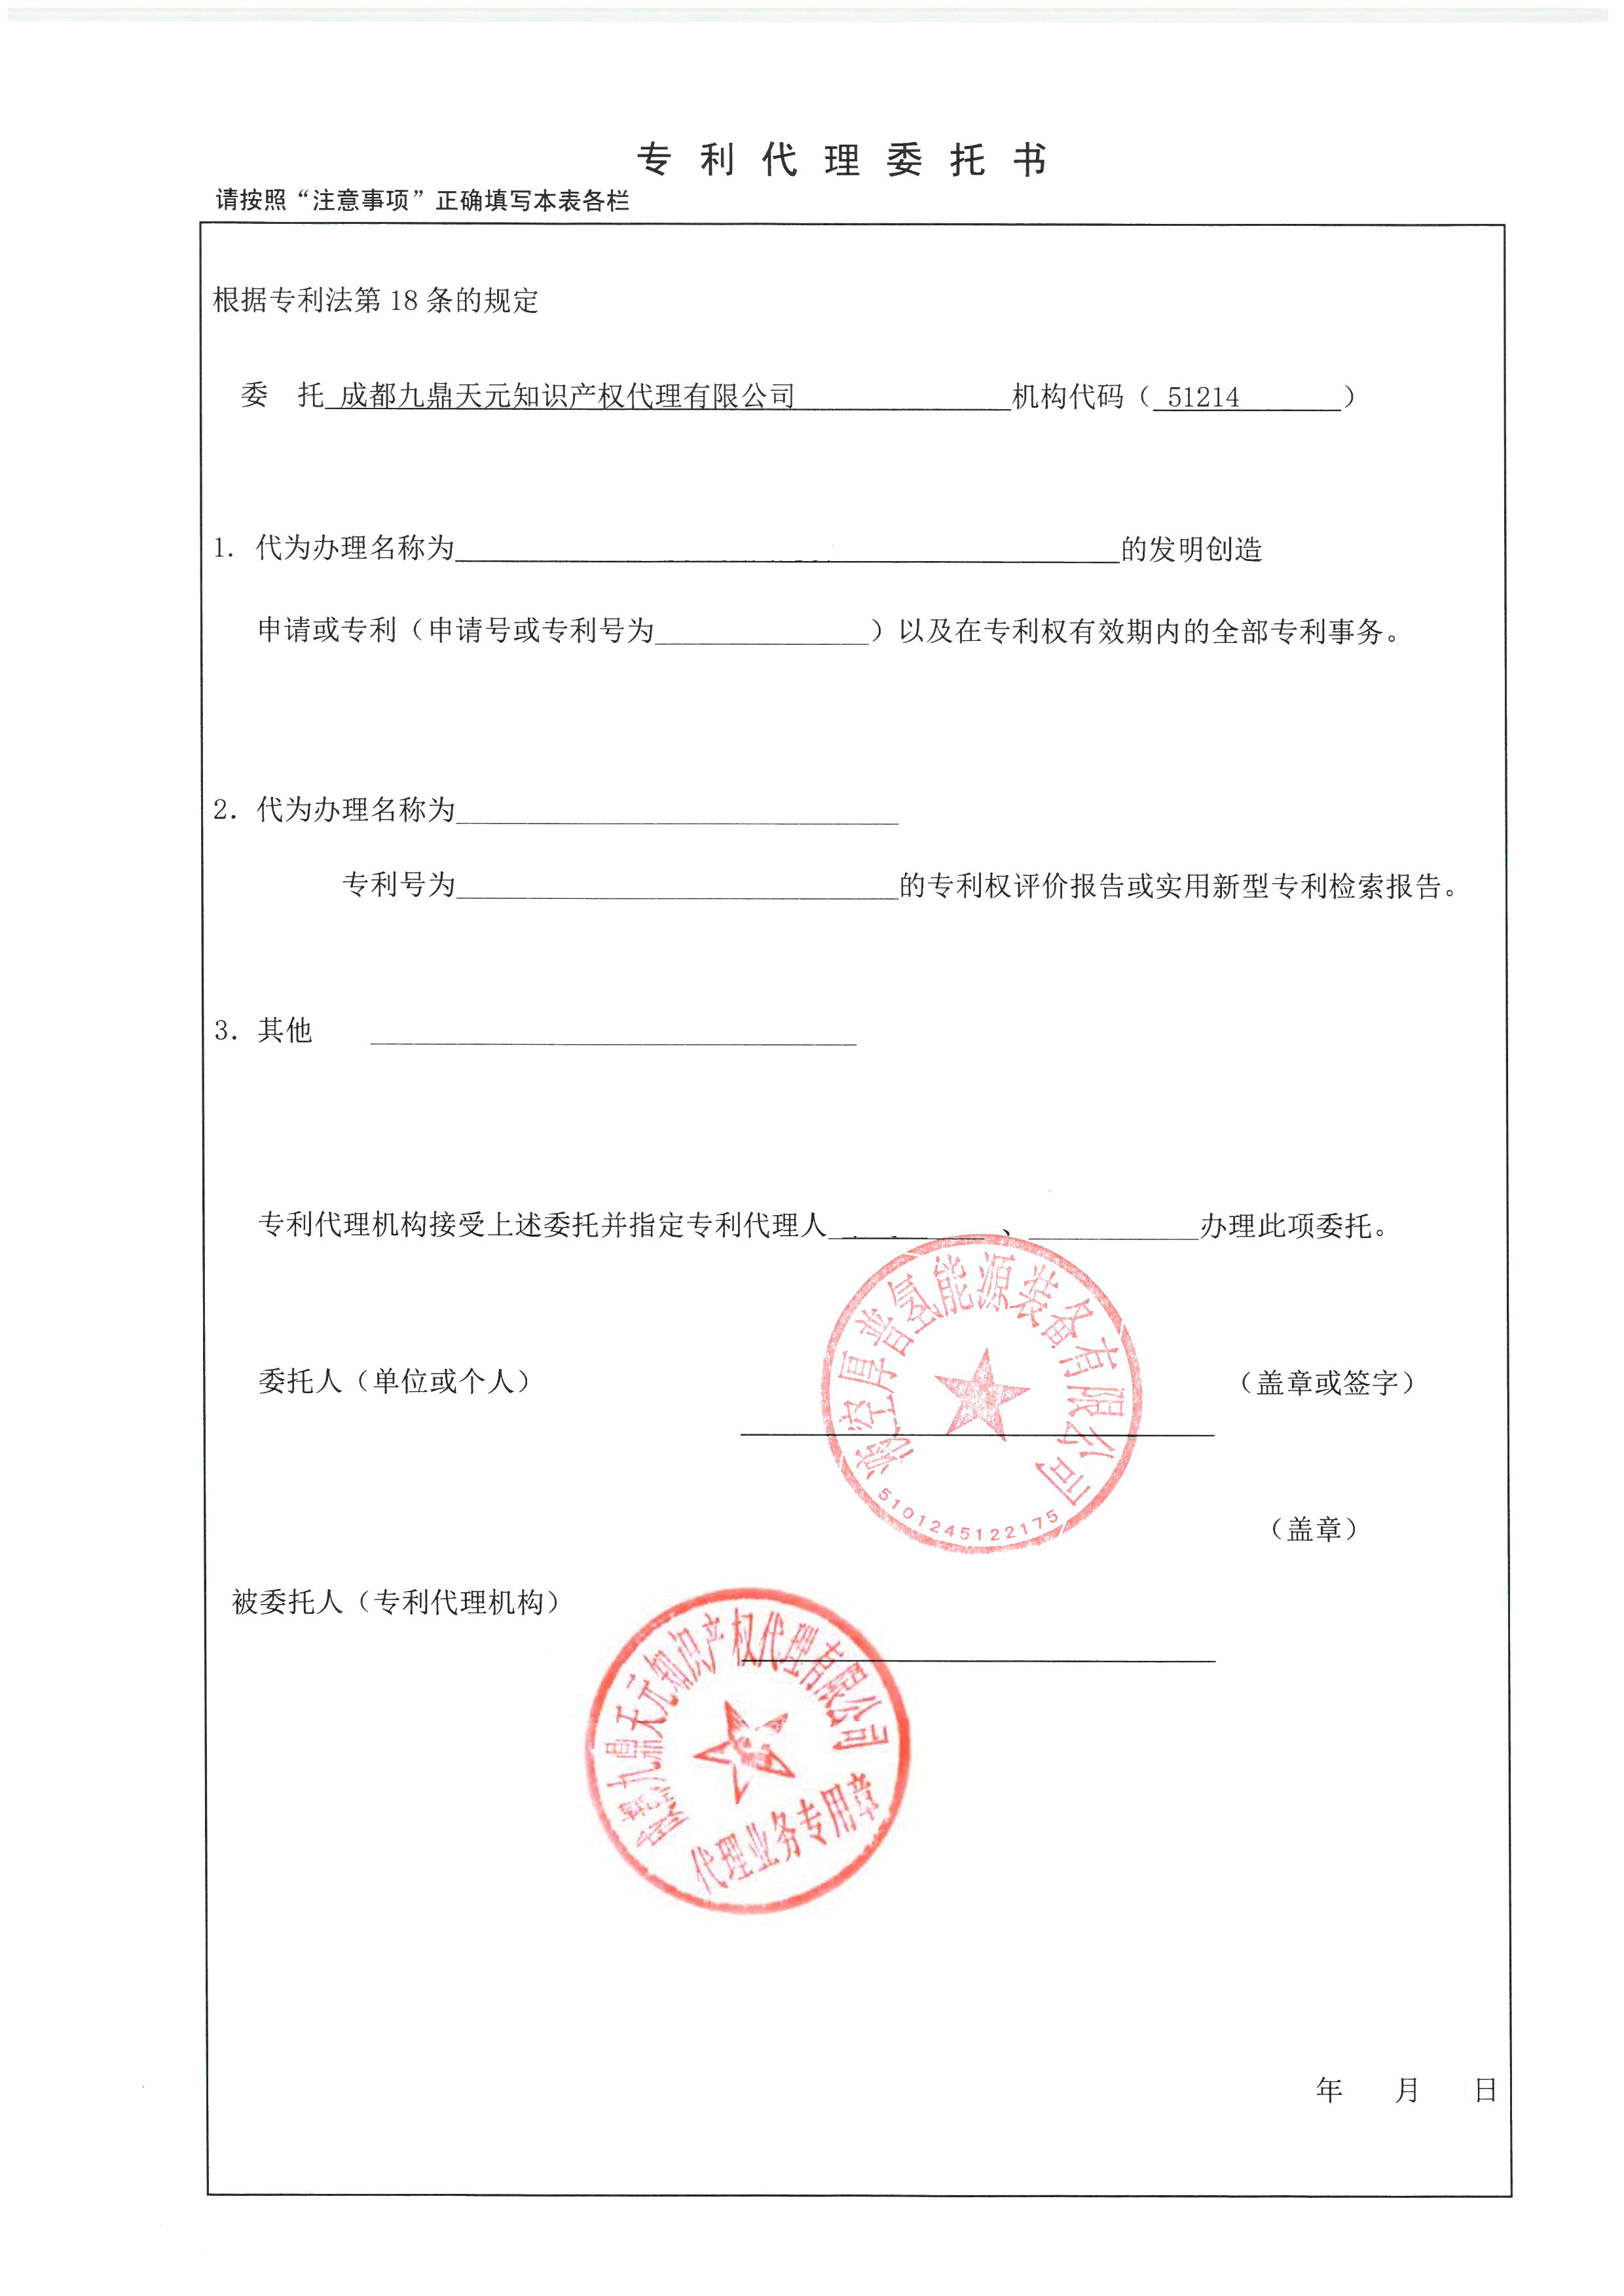 专利代理委托书
请按照“注意事项”正确填写本表各栏
根据专利法第 18 条的规定
委 托 成都九鼎天元知识产权代理有限公司 机构代码（ 51214 ）
1. 代为办理名称为 的发明创造
申请或专利（申请号或专利号为 ）以及在专利权有效期内的全部专利事务。
2. 代为办理名称为
专利号为 的专利权评价报告或实用新型专利检索报告。
3. 其他
专利代理机构接受上述委托并指定专利代理人 、 办理此项委托。
厚普氢能源装备有限公司
5101245122175
委托人（单位或个人） （盖章或签字）
（盖章）
被委托人（专利代理机构）
九鼎天元知识产权代理有限公司
代理业务专用章
年 月 日